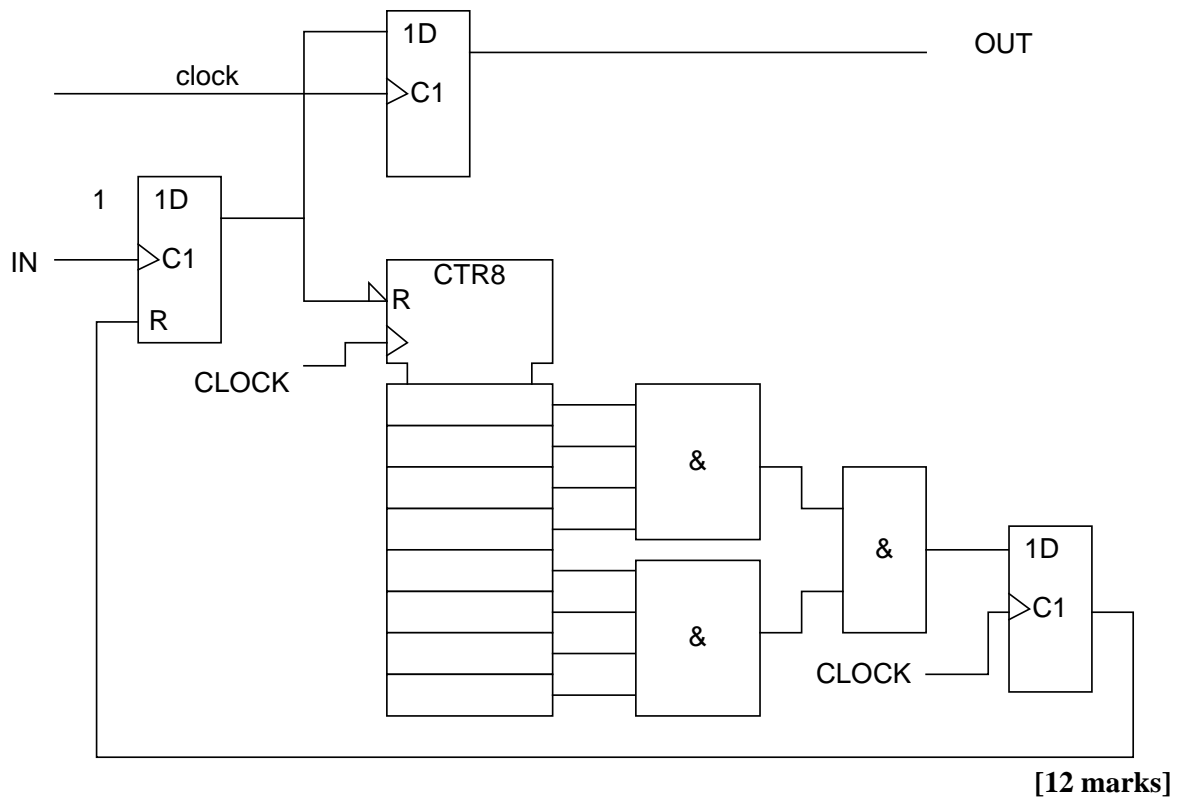 1D
OUT
clock
C1
1
1D
IN
C1
CTR8
R
R
CLOCK
&
&
1D
C1
&
CLOCK
[12 marks]